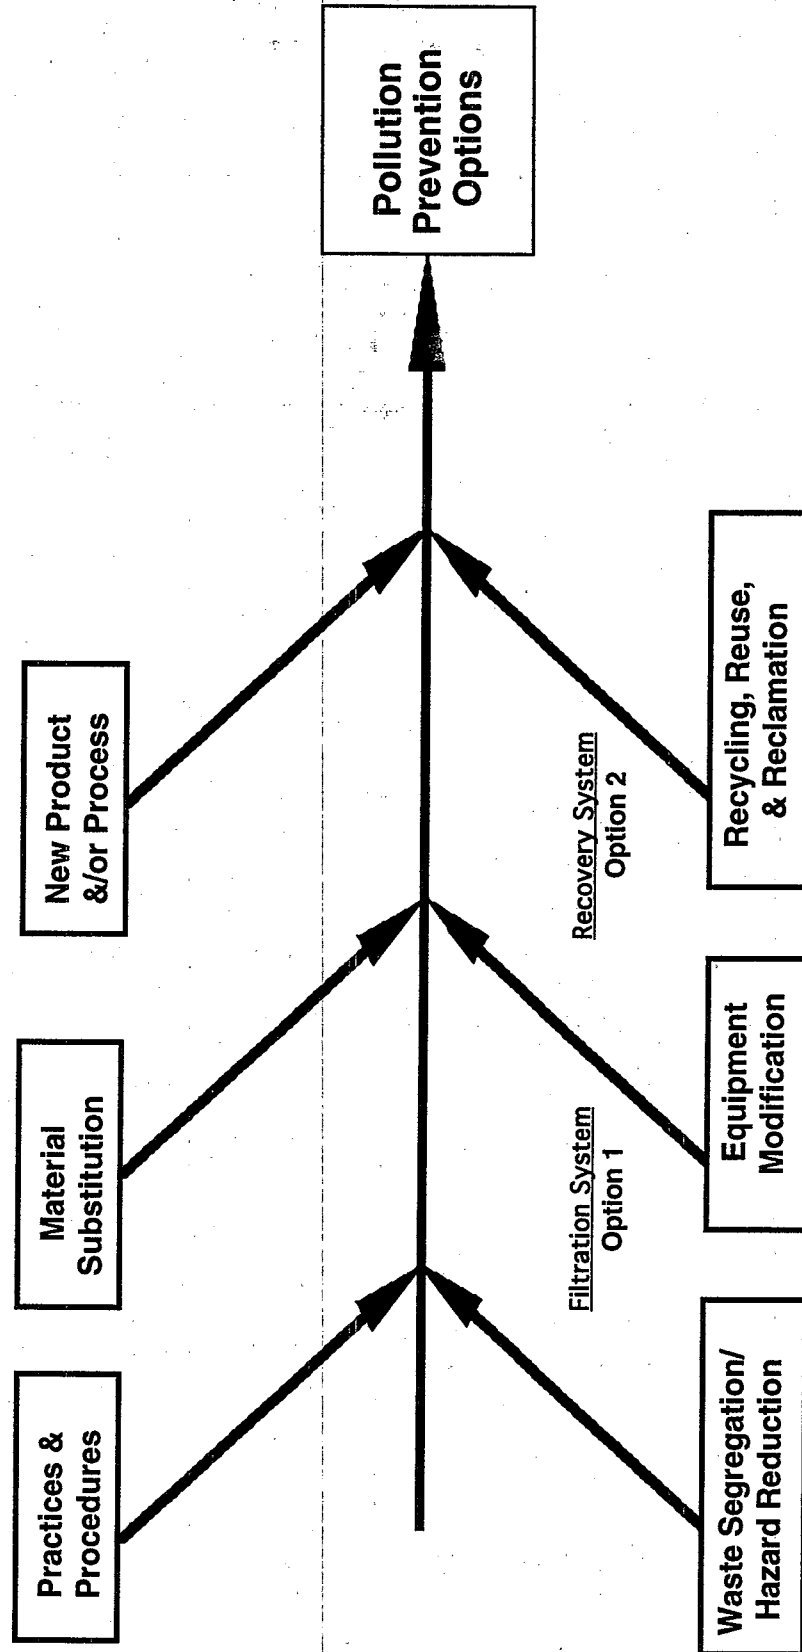 Practices &
Procedures
Material
Substitution
New Product
&/or Process
Pollution
Prevention
Options
Filtration System
Option 1
Recovery System
Option 2
Waste Segregation/
Hazard Reduction
Equipment
Modification
Recycling, Reuse,
& Reclamation